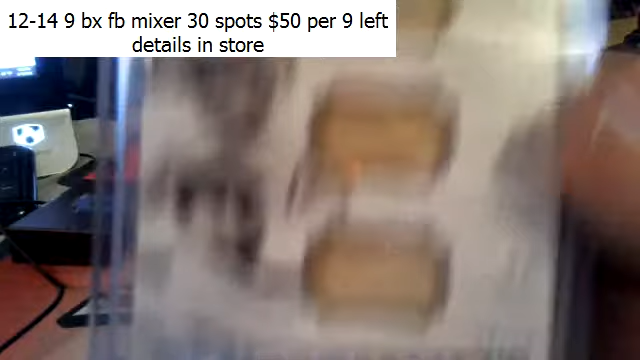 12-14 9 bx fb mixer 30 spots $50 per 9 left
details in store